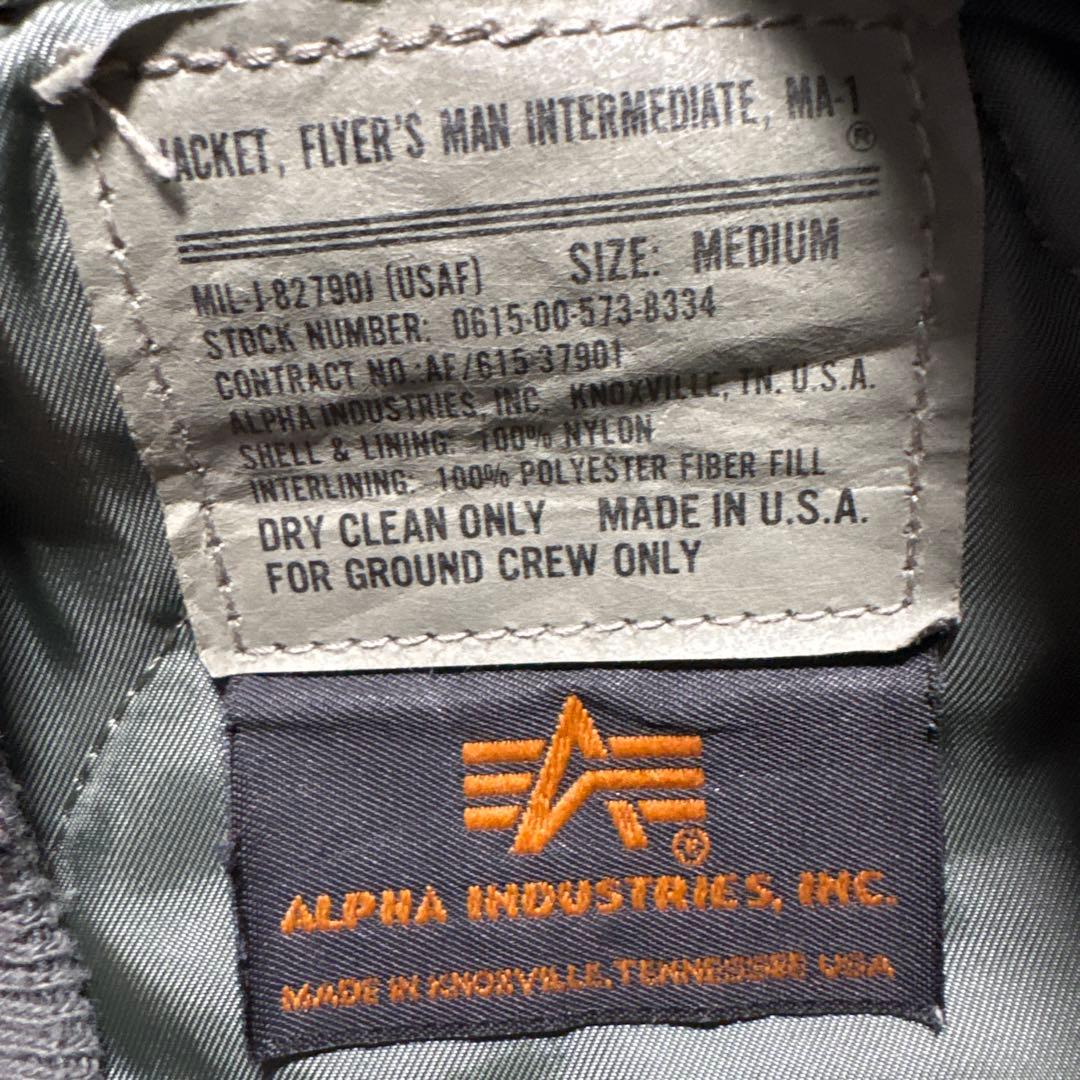 JACKET, FLYER'S MAN INTERMEDIATE, MA-1
®
MIL-J-82790J (USAF) SIZE: MEDIUM
STOCK NUMBER: 0615-00-573-8334
CONTRACT NO.:AF/615-37901
ALPHA INDUSTRIES, INC. KNOXVILLE, TN. U.S.A.
SHELL & LINING: 100% NYLON
INTERLINING: 100% POLYESTER FIBER FILL
DRY CLEAN ONLY MADE IN U.S.A.
FOR GROUND CREW ONLY
®
ALPHA INDUSTRIES, INC.
MADE IN KNOXVILLE, TENNESSEE USA